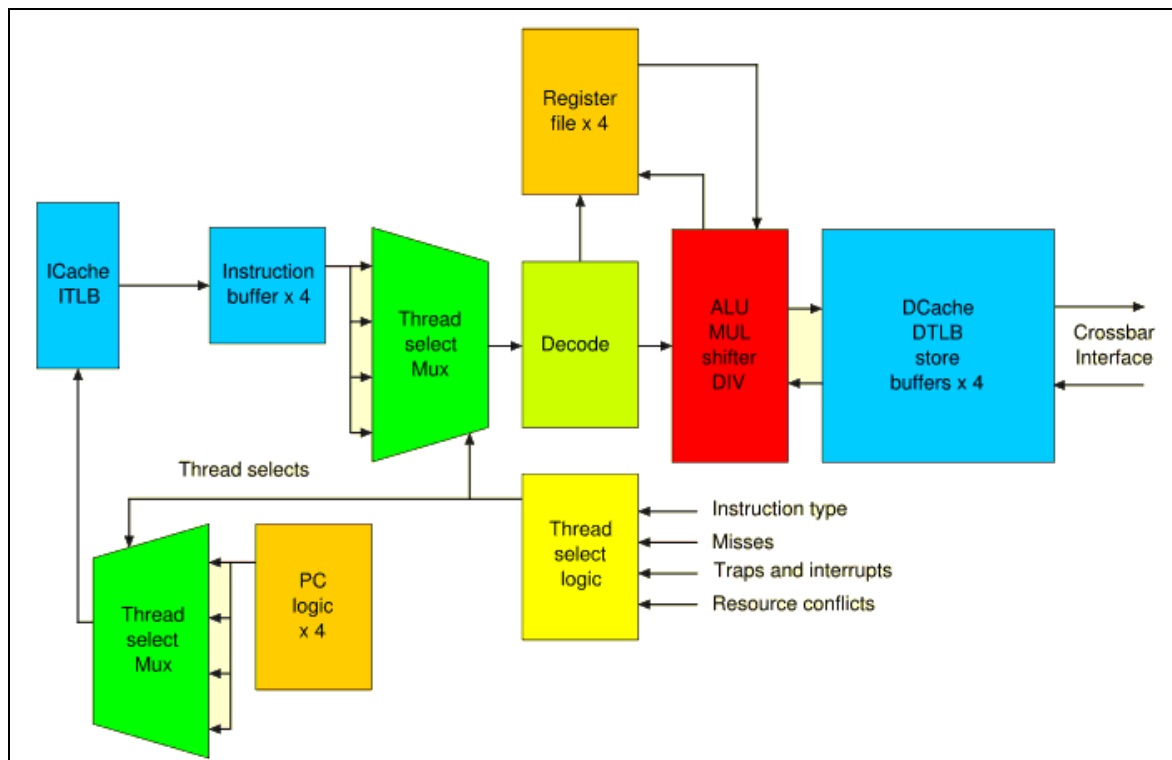 Register
file x 4
ICache
ITLB
Instruction
buffer x 4
Thread
select
Mux
Decode
ALU
MUL
shifter
DIV
DCache
DTLB
store
buffers x 4
Crossbar
Interface
Thread selects
Thread
select
Mux
PC
logic
x 4
Thread
select
logic
Instruction type
Misses
Traps and interrupts
Resource conflicts